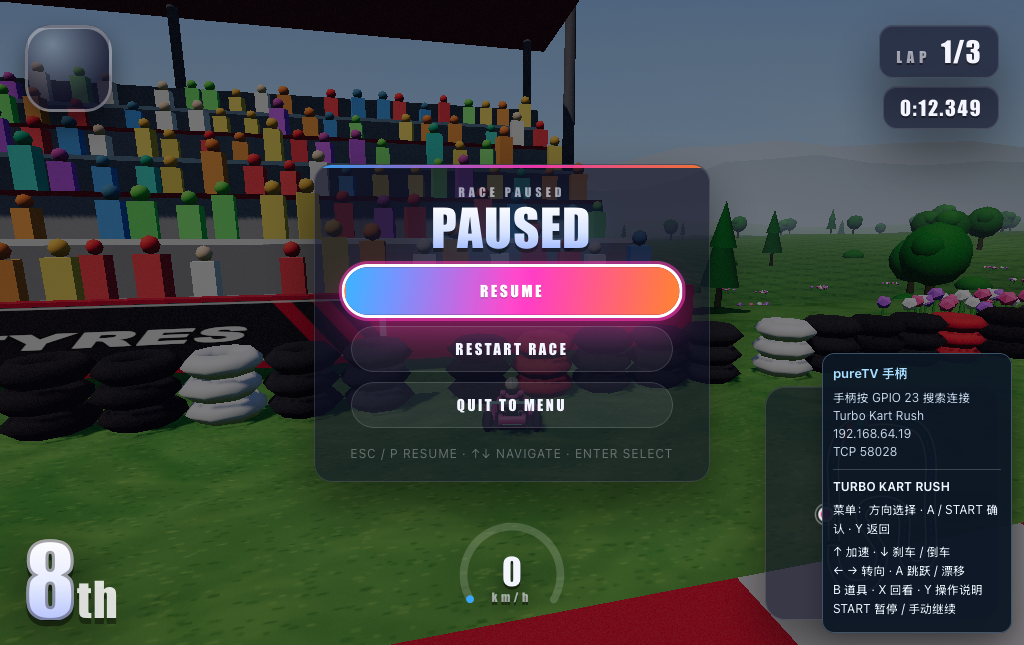 LAP 1/3
0:12.349
RACE PAUSED
PAUSED
RESUME
RESTART RACE
QUIT TO MENU
ESC / P RESUME · ↑↓ NAVIGATE · ENTER SELECT
TYRES
pureTV 手柄
手柄按 GPIO 23 搜索连接
Turbo Kart Rush
192.168.64.19
TCP 58028
TURBO KART RUSH
菜单：方向选择 · A / START 确
认 · Y 返回
↑ 加速 · ↓ 刹车 / 倒车
← → 转向 · A 跳跃 / 漂移
B 道具 · X 回看 · Y 操作说明
START 暂停 / 手动继续
8th
0
km/h